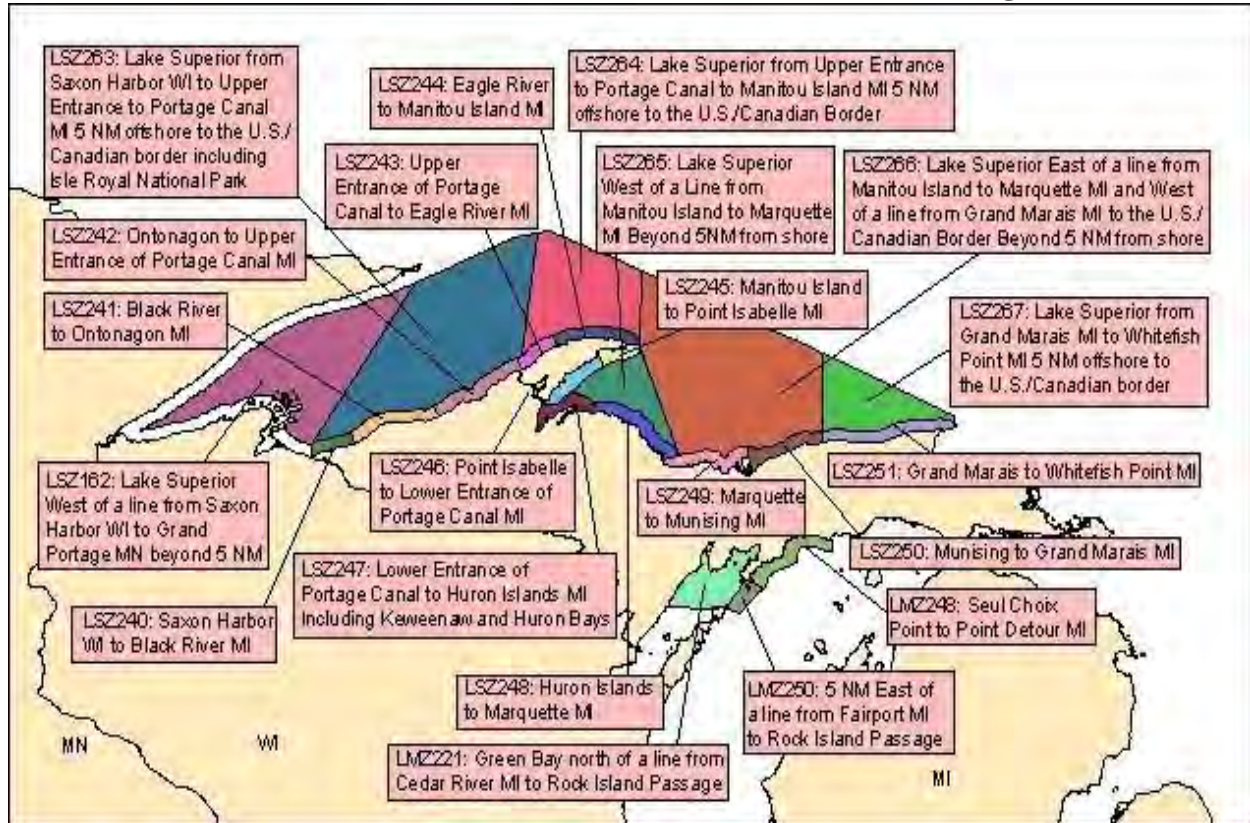 LSZ263: Lake Superior from
Saxon Harbor WI to Upper
Entrance to Portage Canal
MI 5 NM offshore to the U.S./
Canadian border including
Isle Royal National Park
LSZ244: Eagle River
to Manitou Island MI
LSZ264: Lake Superior from Upper Entrance
to Portage Canal to Manitou Island MI 5 NM
offshore to the U.S./Canadian Border
LSZ243: Upper
Entrance of Portage
Canal to Eagle River MI
LSZ265: Lake Superior
West of a Line from
Manitou Island to Marquette
MI Beyond 5NM from shore
LSZ266: Lake Superior East of a line from
Manitou Island to Marquette MI and West
of a line from Grand Marais MI to the U.S./
Canadian Border Beyond 5 NM from shore
LSZ242: Ontonagon to Upper
Entrance of Portage Canal MI
LSZ241: Black River
to Ontonagon MI
LSZ245: Manitou Island
to Point Isabelle MI
LSZ267: Lake Superior from
Grand Marais MI to Whitefish
Point MI 5 NM offshore to
the U.S./Canadian border
LSZ162: Lake Superior
West of a line from Saxon
Harbor WI to Grand
Portage MN beyond 5 NM
LSZ246: Point Isabelle
to Lower Entrance of
Portage Canal MI
LSZ249: Marquette
to Munising MI
LSZ251: Grand Marais to Whitefish Point MI
LSZ250: Munising to Grand Marais MI
LSZ247: Lower Entrance of
Portage Canal to Huron Islands MI
Including Keweenaw and Huron Bays
LSZ240: Saxon Harbor
WI to Black River MI
LMZ248: Seul Choix
Point to Point Detour MI
LSZ248: Huron Islands
to Marquette MI
LMZ250: 5 NM East of
a line from Fairport MI
to Rock Island Passage
LMZ221: Green Bay north of a line from
Cedar River MI to Rock Island Passage
MN
WI
MI